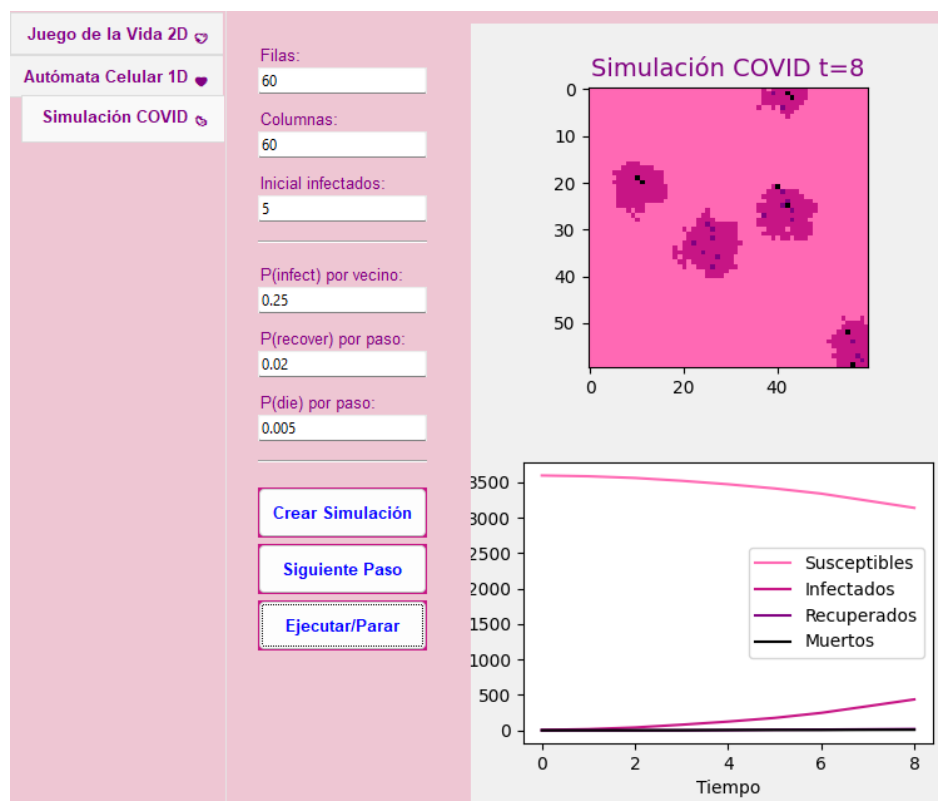 Juego de la Vida 2D
Autómata Celular 1D
Simulación COVID
Filas:
60
Columnas:
60
Inicial infectados:
5
P(infect) por vecino:
0.25
P(recover) por paso:
0.02
P(die) por paso:
0.005
Crear Simulación
Siguiente Paso
Ejecutar/Parar
Simulación COVID t=8
0
10
20
30
40
50
0 20 40
3500
3000
2500
2000
1500
1000
500
0
Susceptibles
Infectados
Recuperados
Muertos
0 2 4 6 8
Tiempo